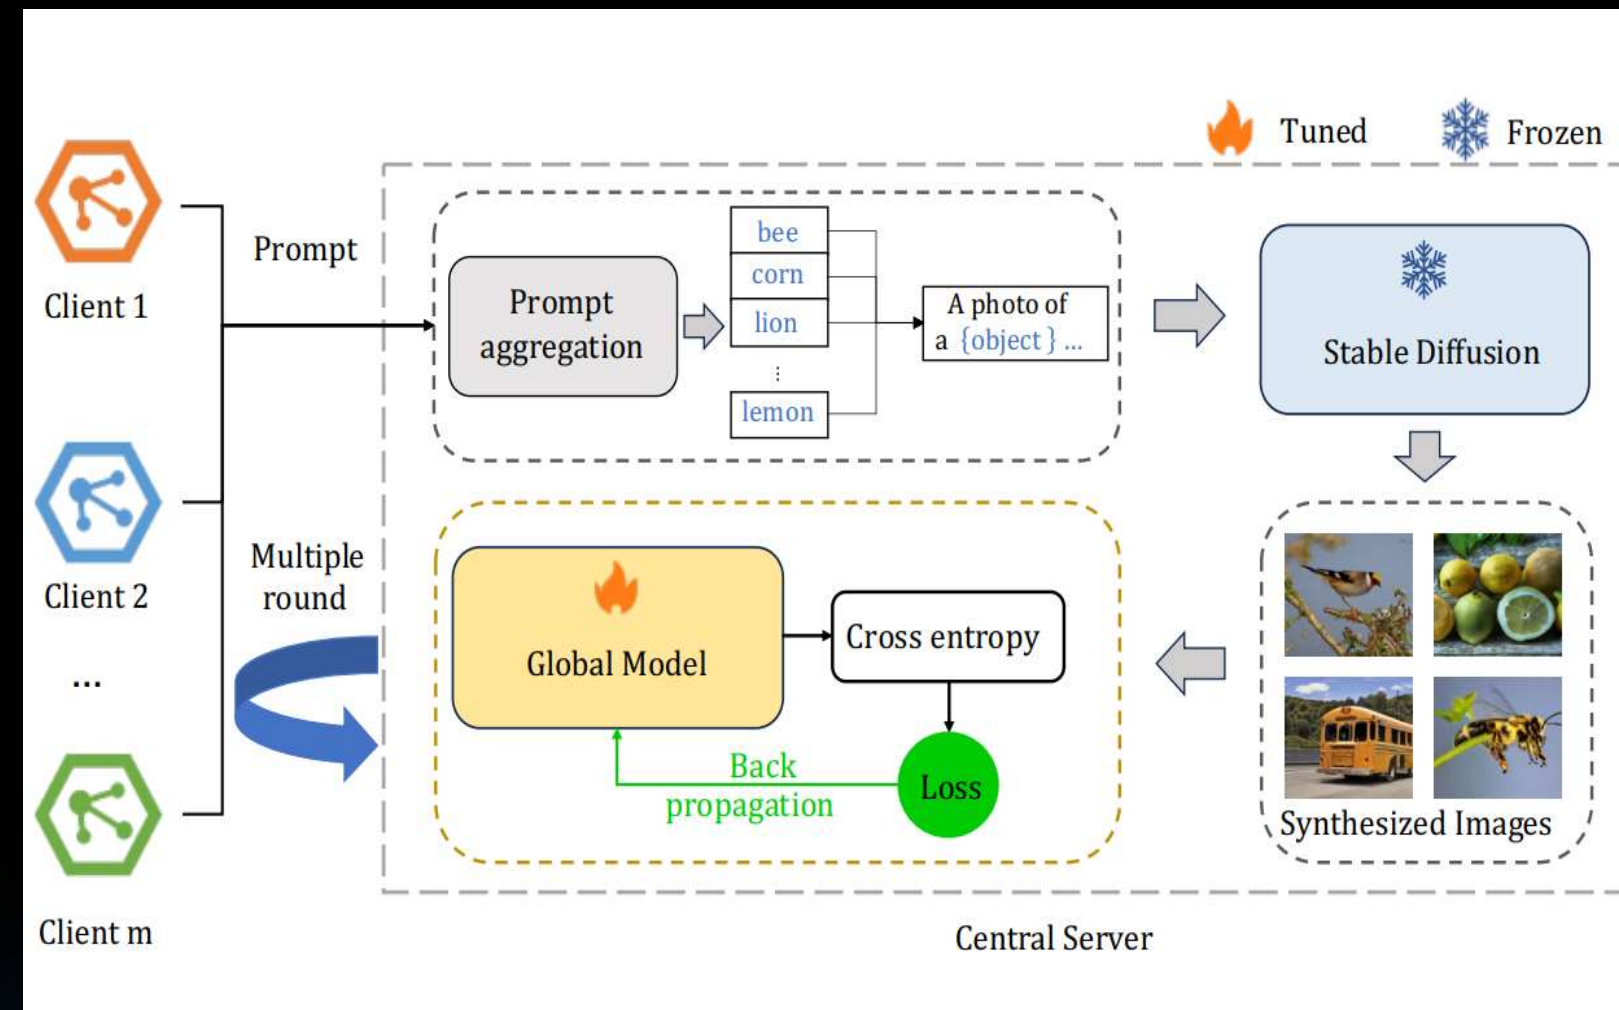 Tuned
Frozen
Client 1
Prompt
Prompt
aggregation
bee
corn
lion
⋮
lemon
A photo of
a {object} ...
Stable Diffusion
Client 2
Multiple
round
...
Client m
Global Model
Cross entropy
Loss
Back
propagation
Synthesized Images
Central Server